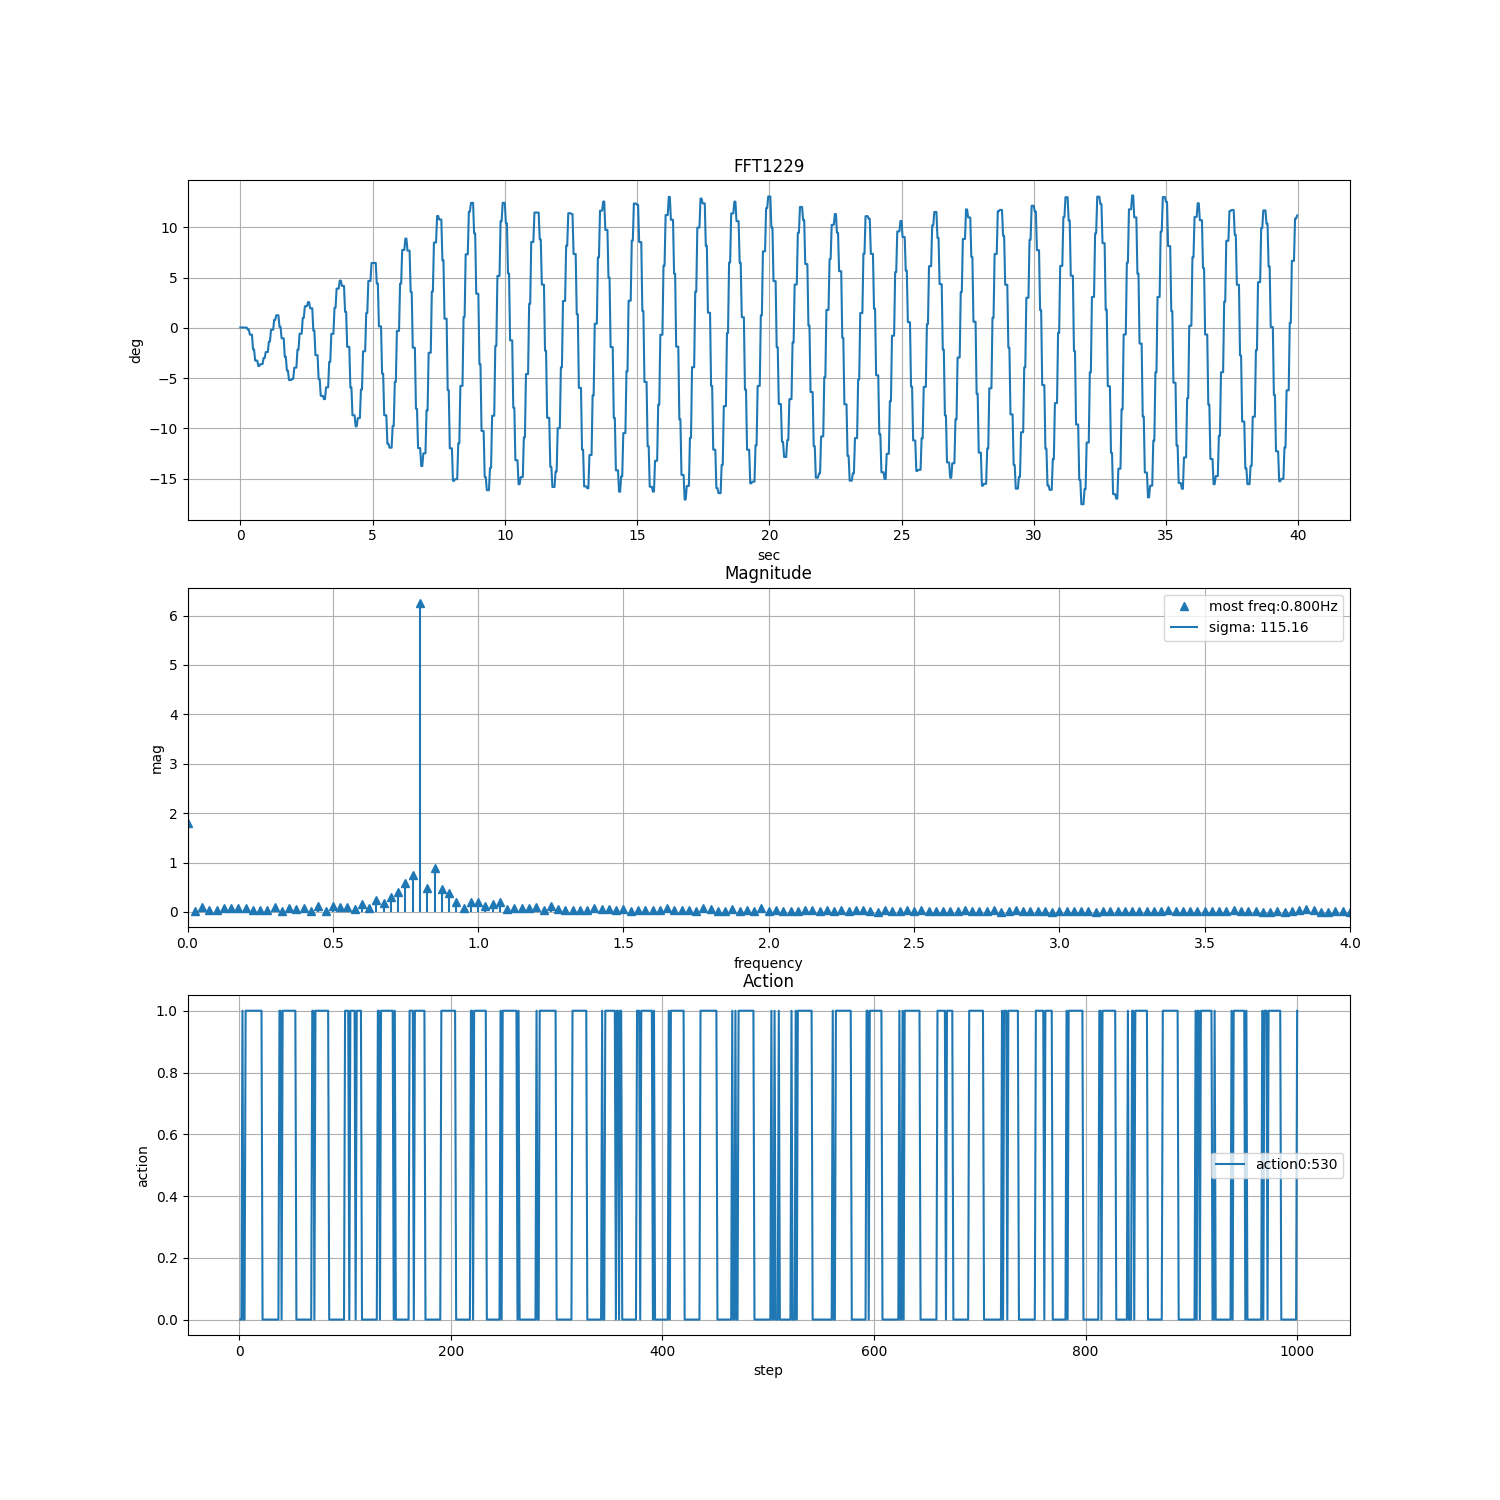 FFT1229
10
5
0
−5
−10
−15
deg
0 5 10 15 20 25 30 35 40
sec
Magnitude
most freq:0.800Hz
sigma: 115.16
6
5
4
3
2
1
0
mag
0.0 0.5 1.0 1.5 2.0 2.5 3.0 3.5 4.0
frequency
Action
1.0
0.8
0.6
0.4
0.2
0.0
action
action0:530
0 200 400 600 800 1000
step